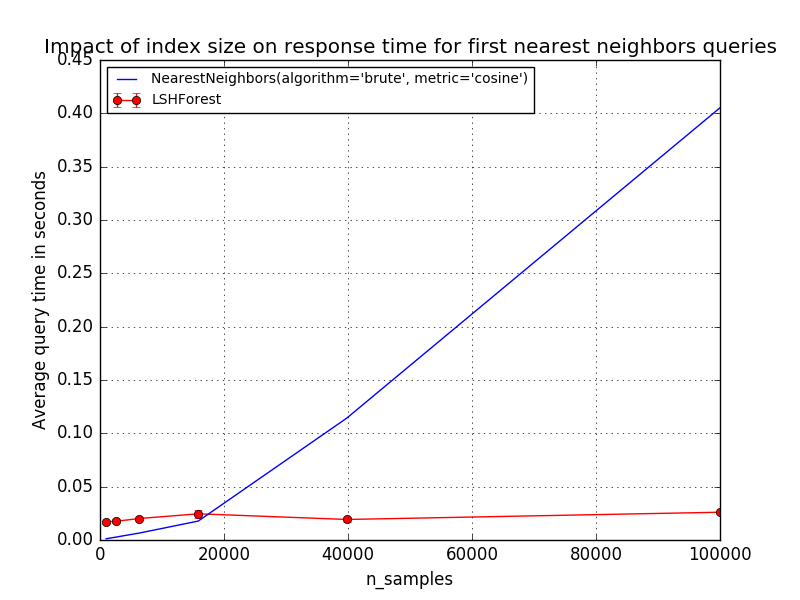 Impact of index size on response time for first nearest neighbors queries
NearestNeighbors(algorithm='brute', metric='cosine')
LSHForest
Average query time in seconds
0.45
0.40
0.35
0.30
0.25
0.20
0.15
0.10
0.05
0.00
0 20000 40000 60000 80000 100000
n_samples